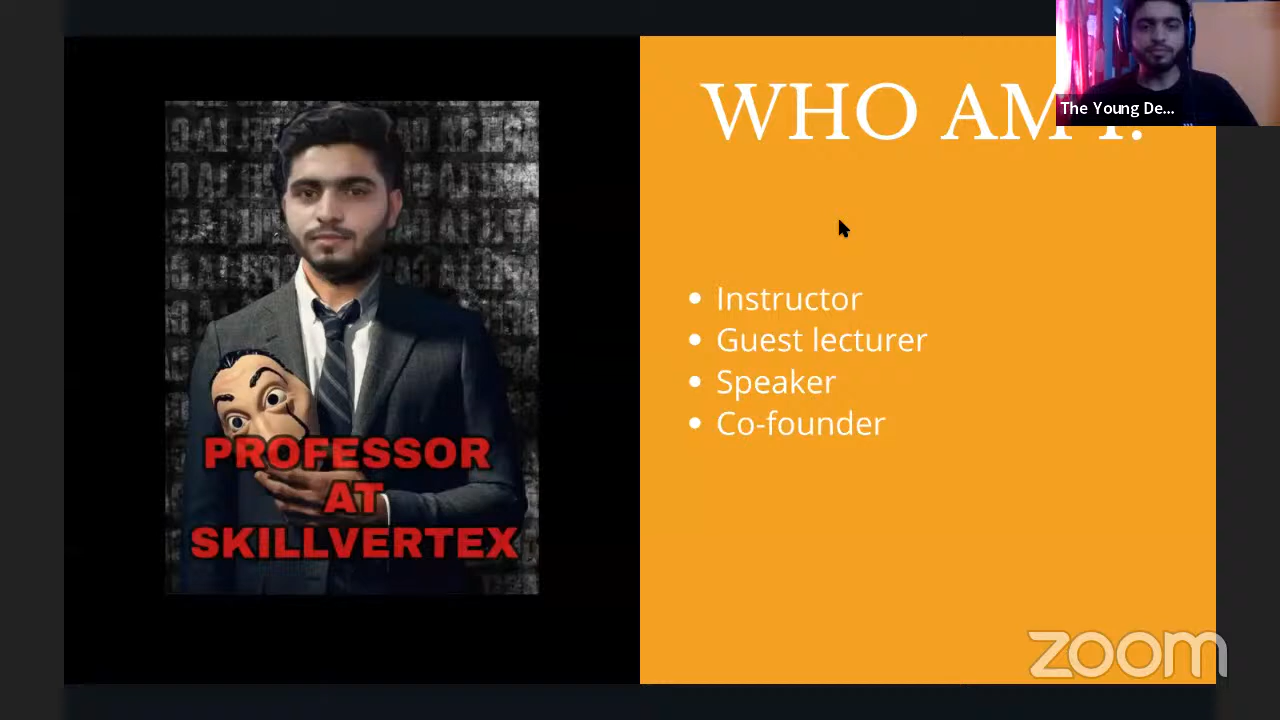 WHO AM I?
The Young De...
Instructor
Guest lecturer
Speaker
Co-founder
PROFESSOR
AT
SKILLVERTEX
zoom